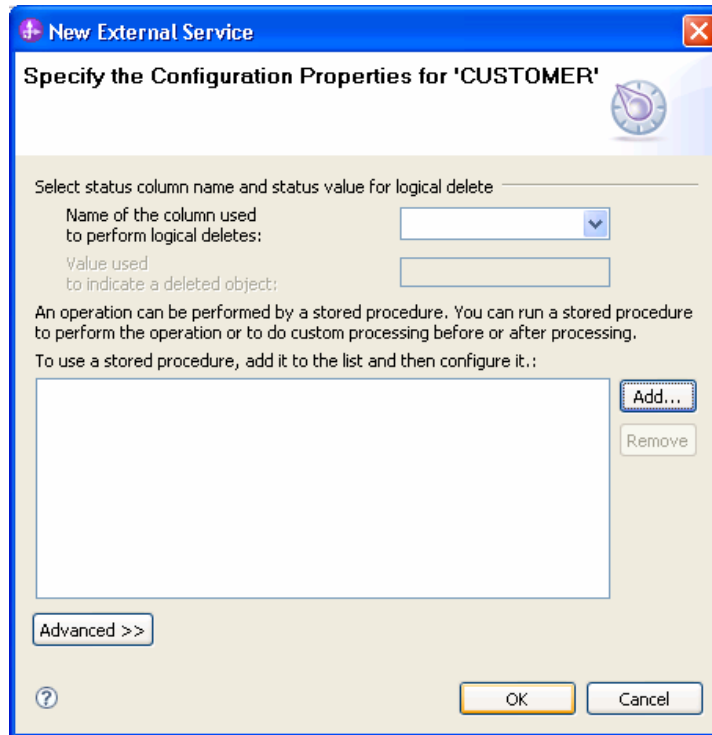 New External Service
Specify the Configuration Properties for 'CUSTOMER'
Select status column name and status value for logical delete
Name of the column used
to perform logical deletes:
Value used
to indicate a deleted object:
An operation can be performed by a stored procedure. You can run a stored procedure
to perform the operation or to do custom processing before or after processing.
To use a stored procedure, add it to the list and then configure it.:
Add...
Remove
Advanced >>
?
OK
Cancel